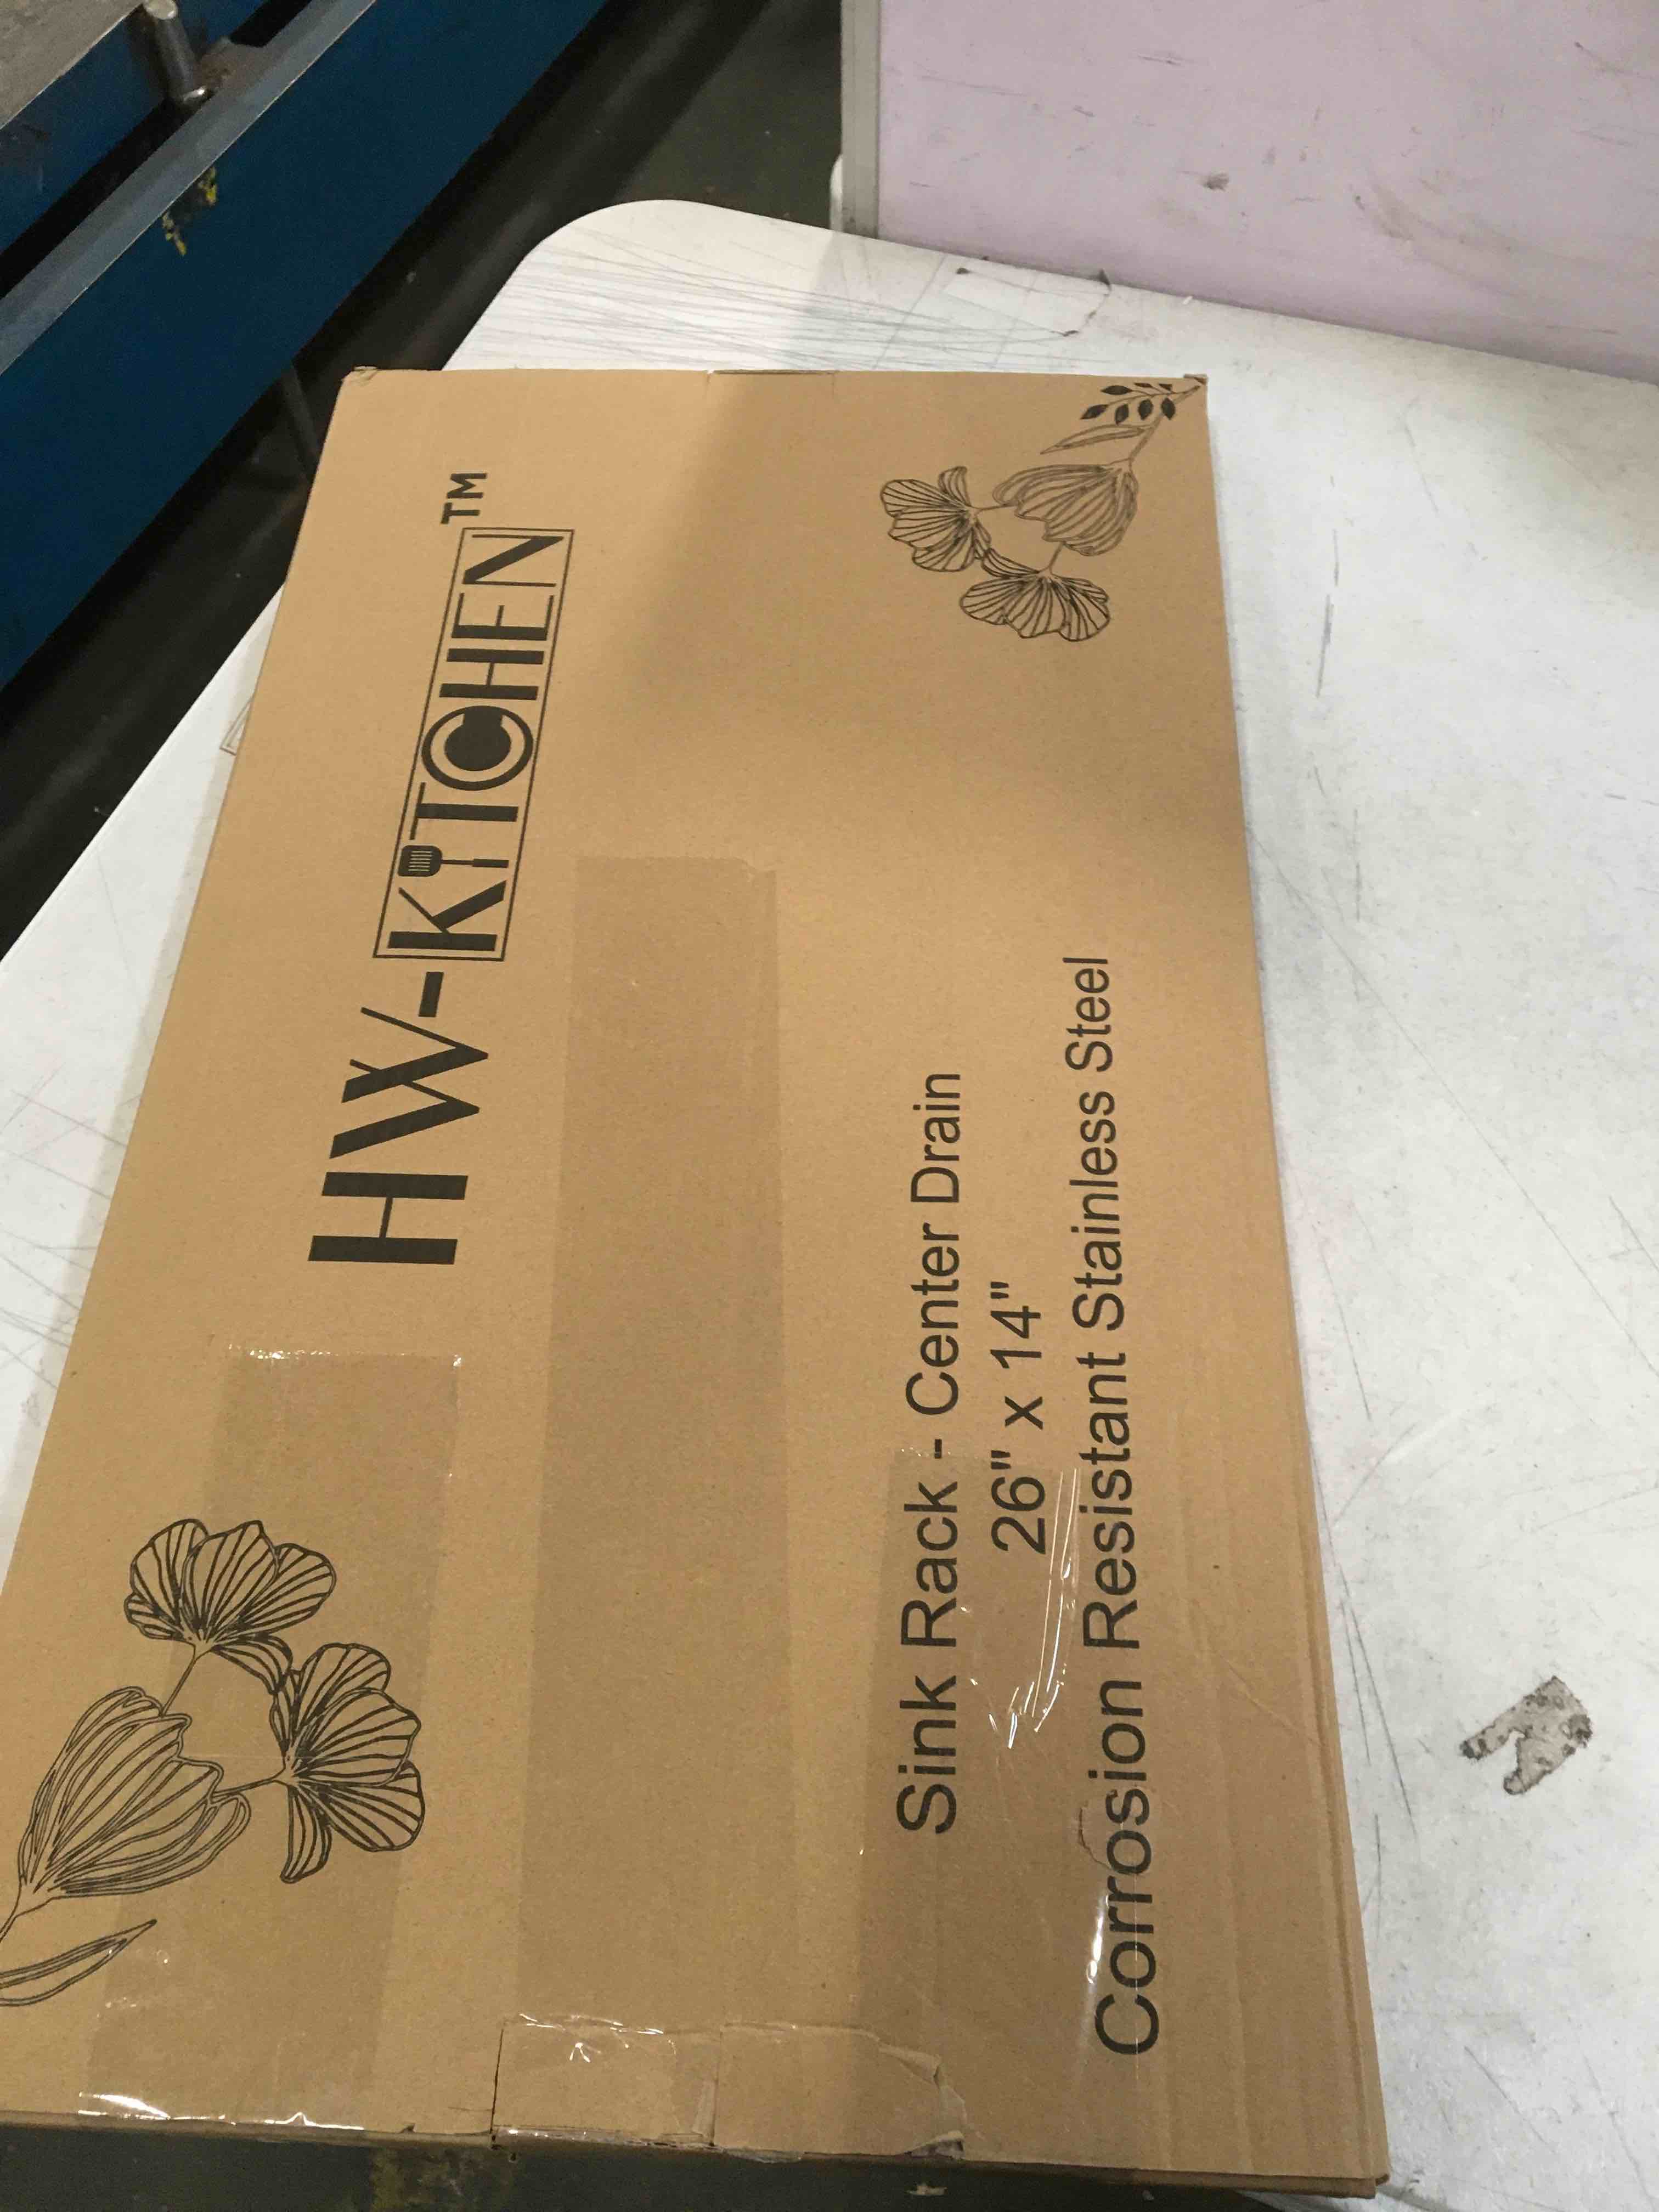 HW-KITCHEN™
Sink Rack - Center Drain
26" x 14"
Corrosion Resistant Stainless Steel